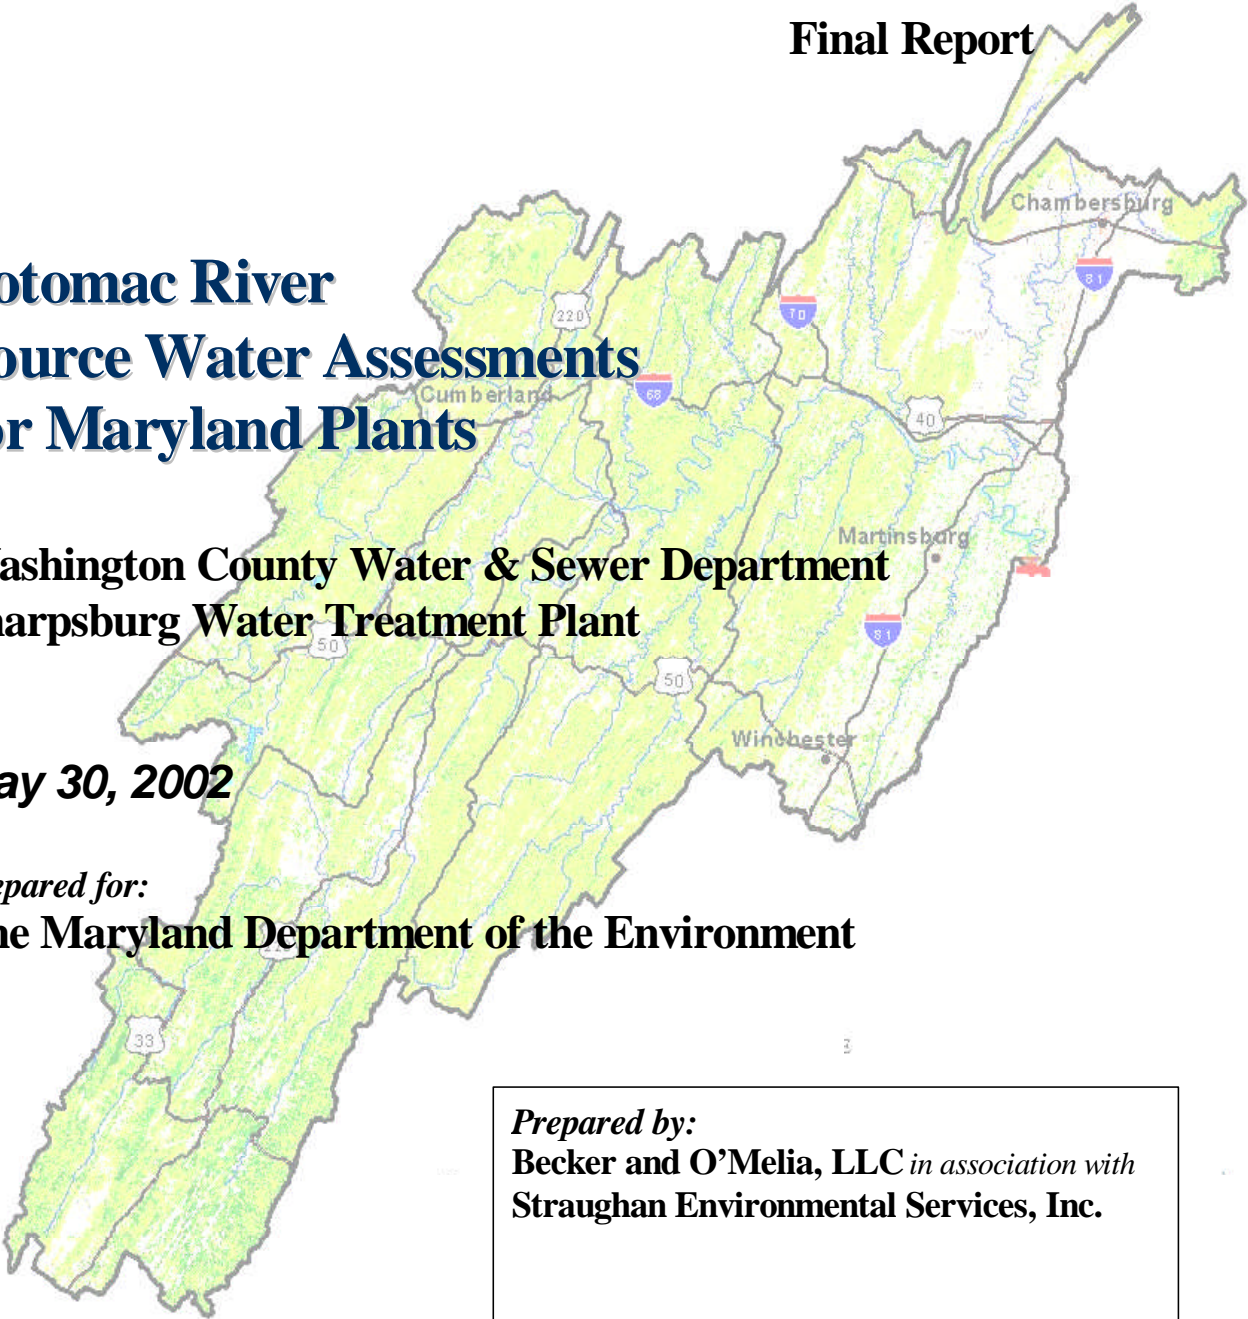 Final Report
Chambersburg
81
otomac River
70
220
ource Water Assessments
Cumberland
68
or Maryland Plants
40
Martinsburg
ashington County Water & Sewer Department
arpsburg Water Treatment Plant
81
50
50
Winchester
ay 30, 2002
epared for:
he Maryland Department of the Environment
33
Prepared by:
Becker and O’Melia, LLC in association with
Straughan Environmental Services, Inc.